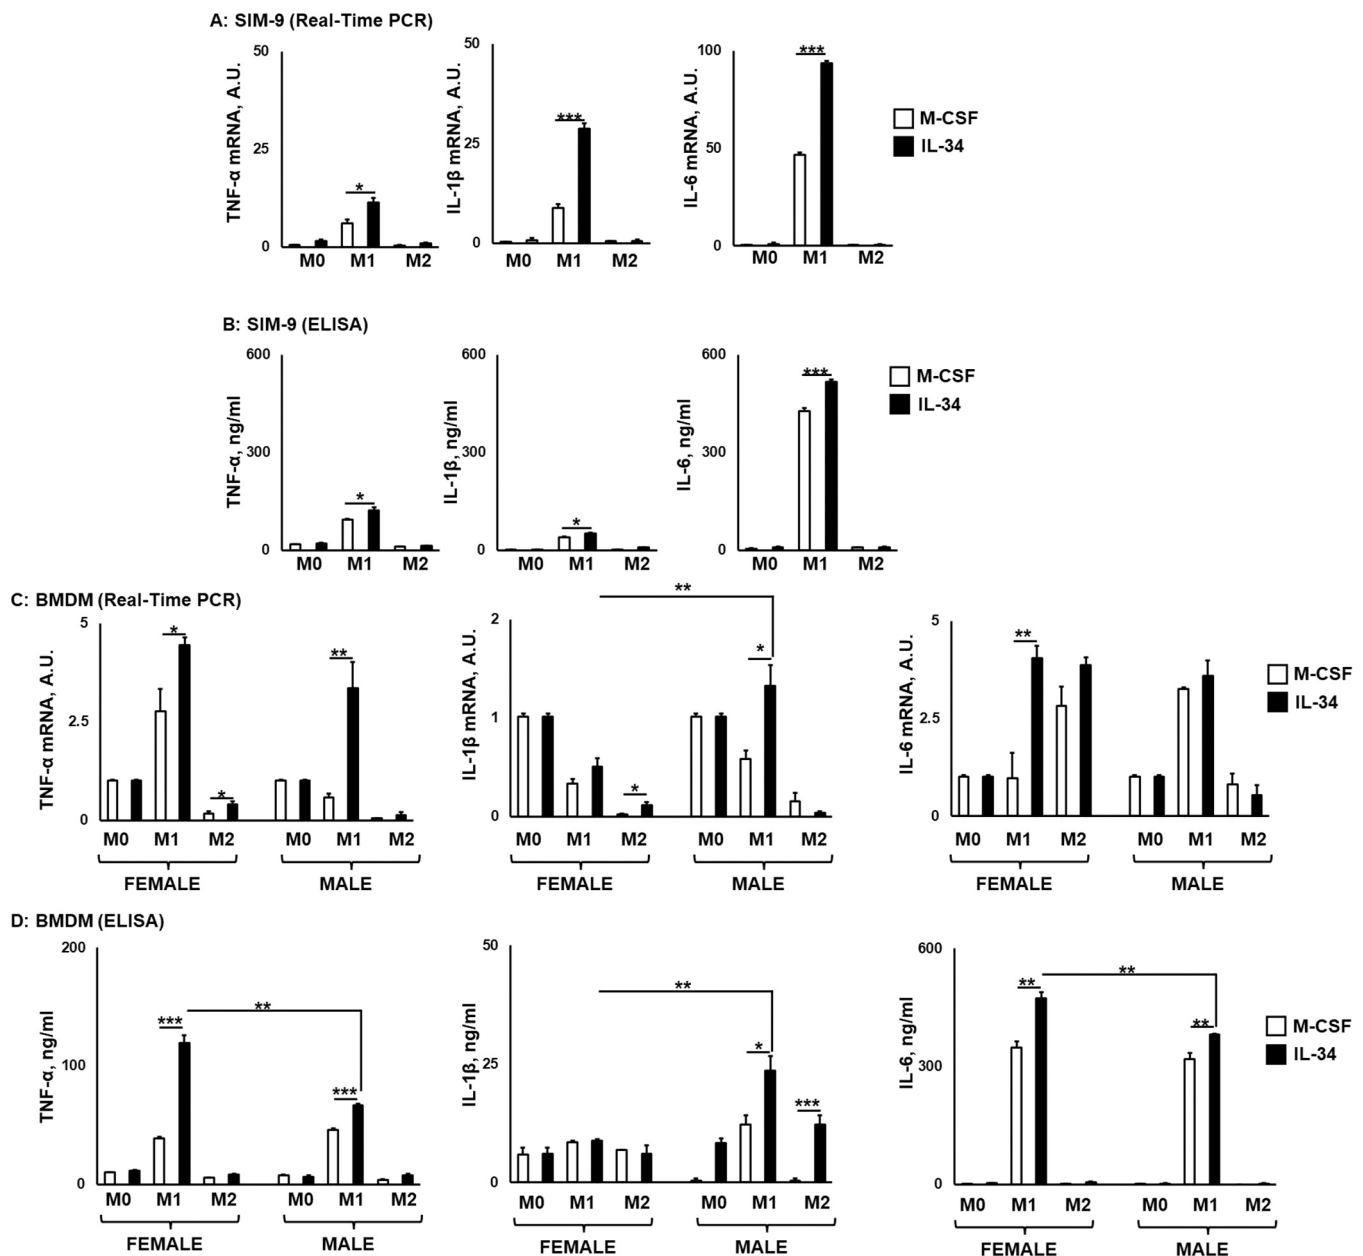 A: SIM-9 (Real-Time PCR)
TNF-α mRNA, A.U.
50
25
0
*
M0 M1 M2
IL-1β mRNA, A.U.
50
25
0
***
M0 M1 M2
IL-6 mRNA, A.U.
100
50
0
***
M0 M1 M2
M-CSF
IL-34
B: SIM-9 (ELISA)
TNF-α, ng/ml
600
300
0
*
M0 M1 M2
IL-1β, ng/ml
600
300
0
*
M0 M1 M2
IL-6, ng/ml
600
300
0
***
M0 M1 M2
M-CSF
IL-34
C: BMDM (Real-Time PCR)
TNF-α mRNA, A.U.
5
2.5
0
* * **
M0 M1 M2 M0 M1 M2
FEMALE MALE
IL-1β mRNA, A.U.
2
1
0
** * *
M0 M1 M2 M0 M1 M2
FEMALE MALE
IL-6 mRNA, A.U.
5
2.5
0
**
M0 M1 M2 M0 M1 M2
FEMALE MALE
M-CSF
IL-34
D: BMDM (ELISA)
TNF-α, ng/ml
200
100
0
*** ** ***
M0 M1 M2 M0 M1 M2
FEMALE MALE
IL-1β, ng/ml
50
25
0
** * ***
M0 M1 M2 M0 M1 M2
FEMALE MALE
IL-6, ng/ml
600
300
0
** ** **
M0 M1 M2 M0 M1 M2
FEMALE MALE
M-CSF
IL-34